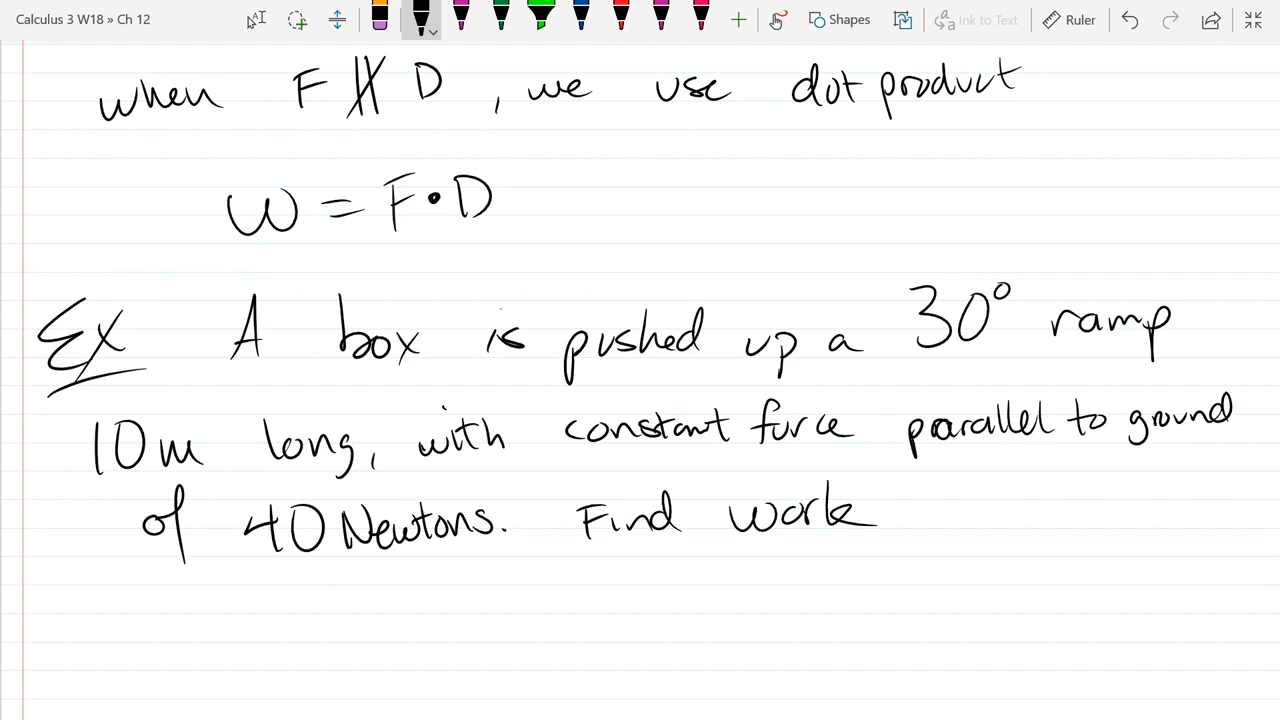 Calculus 3 W18 » Ch 12
Shapes
Ink to Text
Ruler
when F ∦ D, we use dot product
W = F • D
Ex A box is pushed up a 30° ramp
10m long, with constant force parallel to ground
of 40 Newtons. Find work